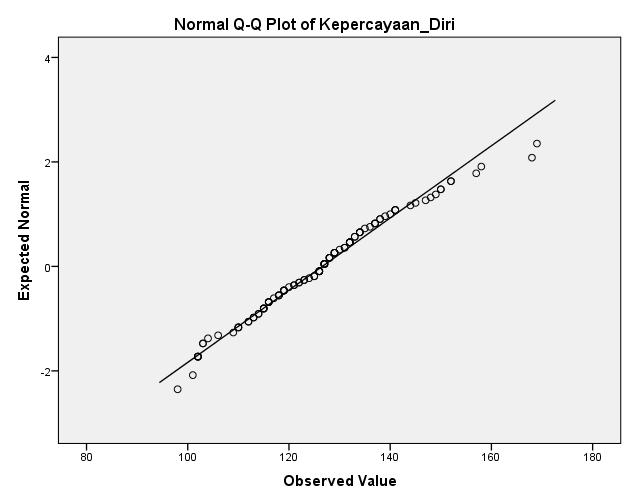 Normal Q-Q Plot of Kepercayaan_Diri
4
2
0
-2
Expected Normal
80 100 120 140 160 180
Observed Value